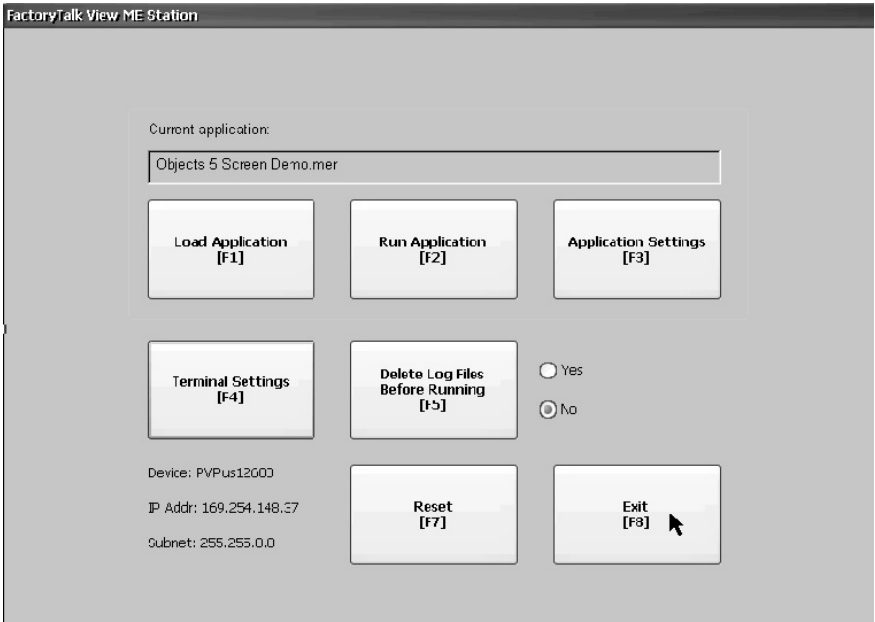 FactoryTalk View ME Station
Current application:
Objects 5 Screen Demo.mer
Load Application
[F1]
Run Application
[F2]
Application Settings
[F3]
Terminal Settings
[F4]
Delete Log Files
Before Running
[F5]
Yes
No
Device: PVPus12600
IP Addr: 169.254.148.37
Subnet: 255.255.0.0
Reset
[F7]
Exit
[F8]